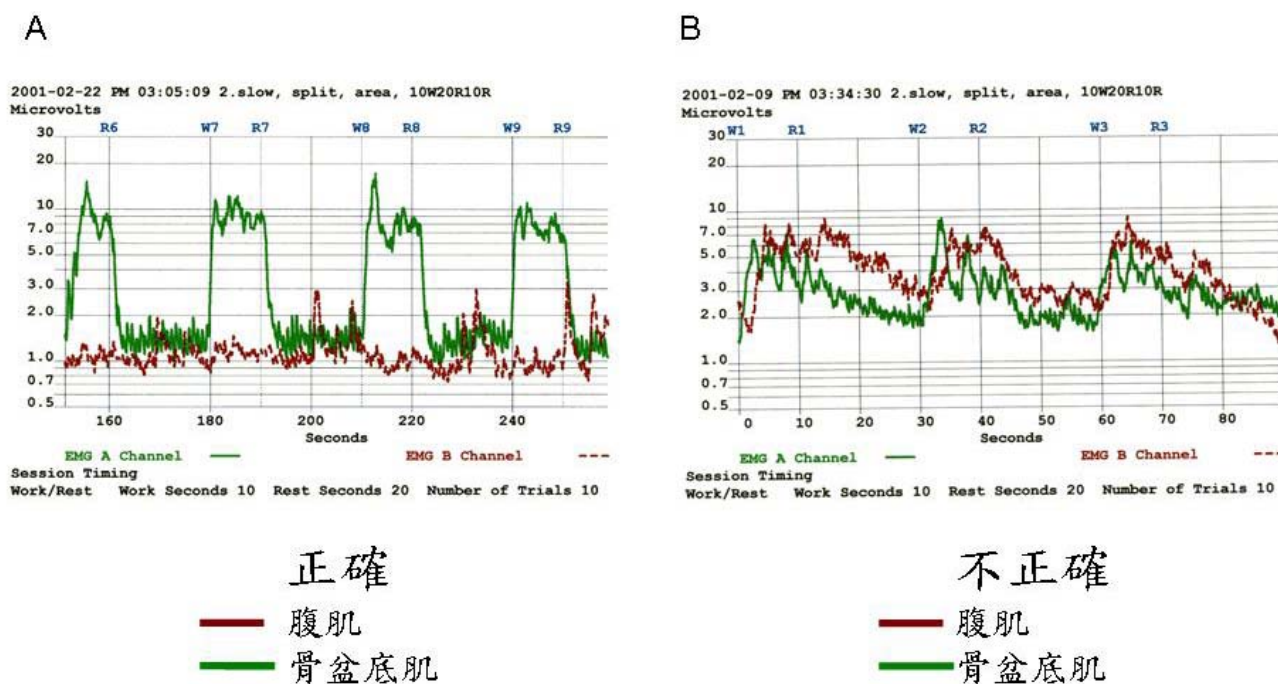 A
2001-02-22 PM 03:05:09 2.slow, split, area, 10W20R10R
Microvolts
R6 W7 R7 W8 R8 W9 R9
30
20
10
7.0
5.0
3.0
2.0
1.0
0.7
0.5
160 180 200 220 240
Seconds
EMG A Channel EMG B Channel
Session Timing
Work/Rest Work Seconds 10 Rest Seconds 20 Number of Trials 10
正確
腹肌
骨盆底肌
B
2001-02-09 PM 03:34:30 2.slow, split, area, 10W20R10R
Microvolts
W1 R1 W2 R2 W3 R3
30
20
10
7.0
5.0
3.0
2.0
1.0
0.7
0.5
0 10 20 30 40 50 60 70 80
Seconds
EMG A Channel EMG B Channel
Session Timing
Work/Rest Work Seconds 10 Rest Seconds 20 Number of Trials 10
不正確
腹肌
骨盆底肌